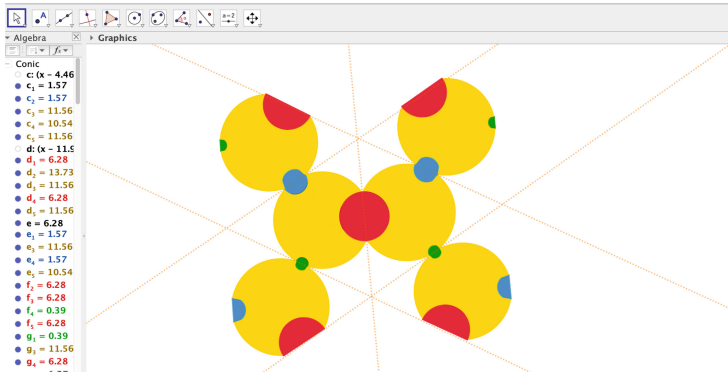 A
a=2
Algebra
Graphics
Conic
c: (x – 4.46
c₁ = 1.57
c₂ = 1.57
c₃ = 11.56
c₄ = 10.54
c₅ = 11.56
d: (x – 11.9
d₁ = 6.28
d₂ = 13.73
d₃ = 11.56
d₄ = 6.28
d₅ = 11.56
e = 6.28
e₁ = 1.57
e₃ = 11.56
e₄ = 1.57
e₅ = 10.54
f₂ = 6.28
f₃ = 6.28
f₄ = 0.39
f₅ = 6.28
g₁ = 0.39
g₃ = 11.56
g₄ = 6.28